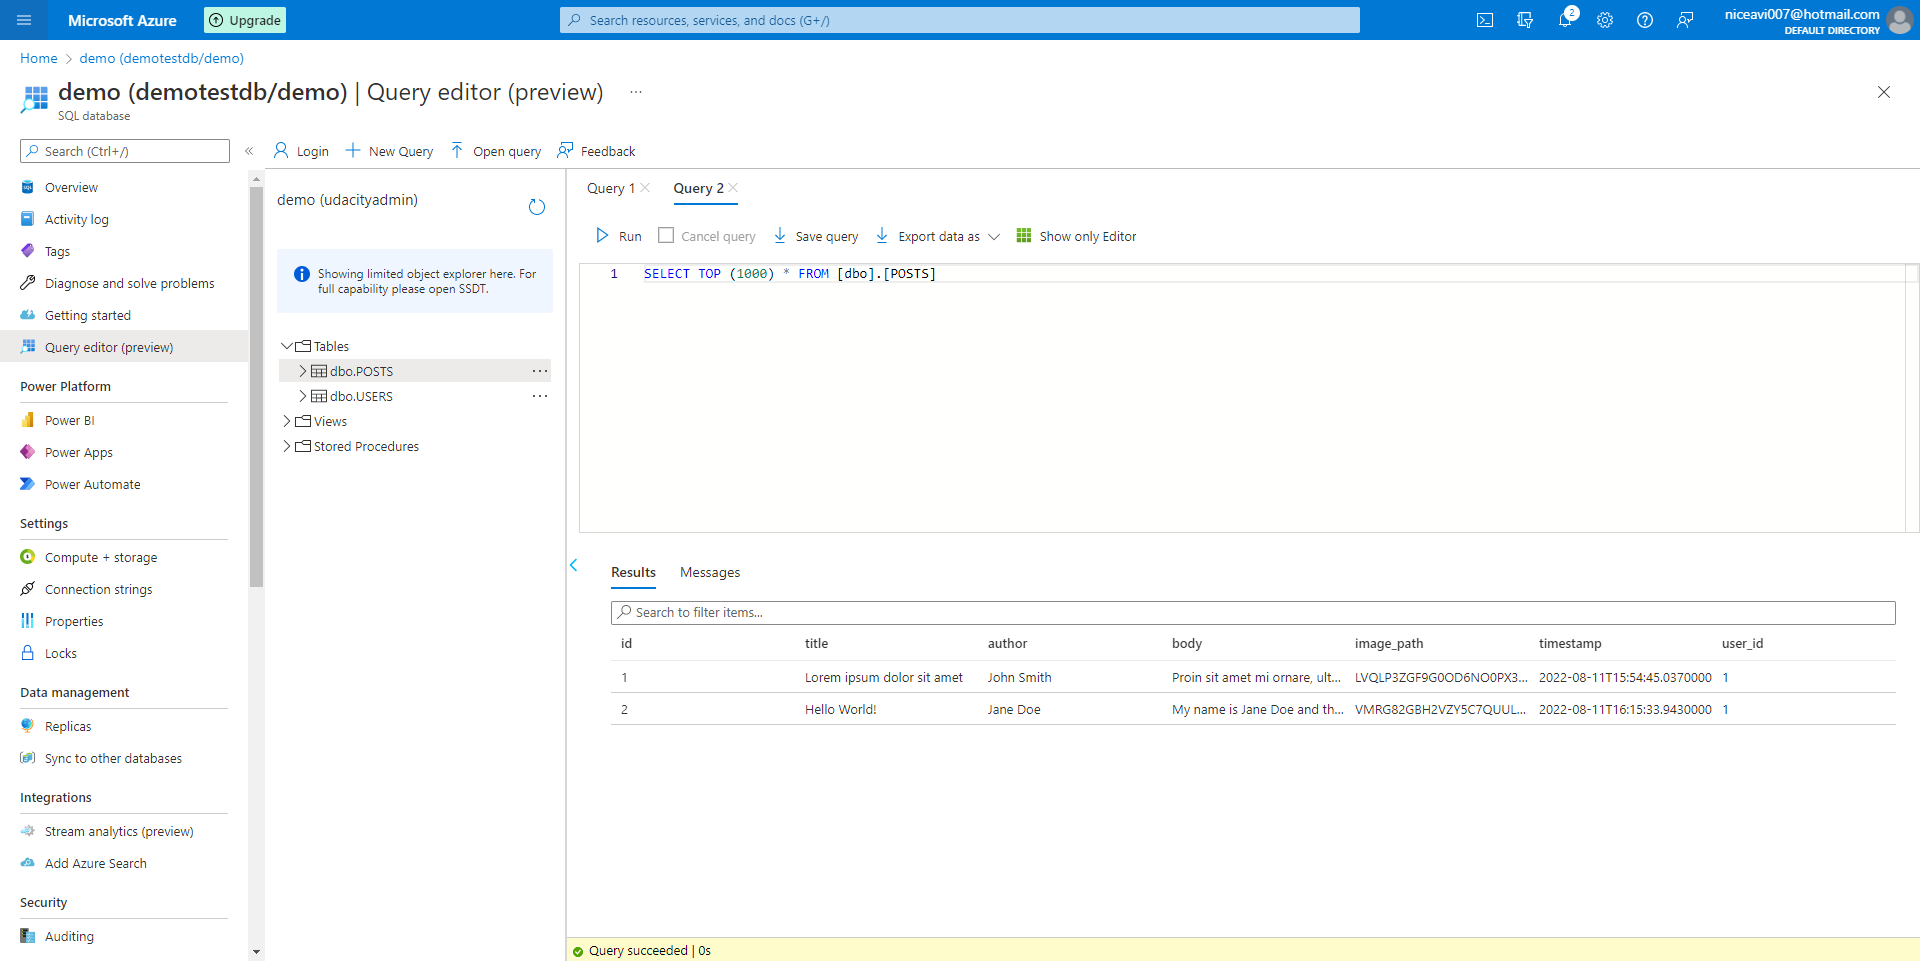 Microsoft Azure
Upgrade
Search resources, services, and docs (G+/)
2
niceavi007@hotmail.com
DEFAULT DIRECTORY
Home
demo (demotestdb/demo)
demo (demotestdb/demo) | Query editor (preview)
...
SQL database
Search (Ctrl+/)
«
Login
New Query
Open query
Feedback
Overview
Activity log
Tags
Diagnose and solve problems
Getting started
Query editor (preview)
Power Platform
Power BI
Power Apps
Power Automate
Settings
Compute + storage
Connection strings
Properties
Locks
Data management
Replicas
Sync to other databases
Integrations
Stream analytics (preview)
Add Azure Search
Security
Auditing
demo (udacityadmin)
Showing limited object explorer here. For
full capability please open SSDT.
Tables
dbo.POSTS ...
dbo.USERS ...
Views
Stored Procedures
Query 1
Query 2
Run
Cancel query
Save query
Export data as
Show only Editor
1 SELECT TOP (1000) * FROM [dbo].[POSTS]
Results
Messages
Search to filter items...
id title author body image_path timestamp user_id
1 Lorem ipsum dolor sit amet John Smith Proin sit amet mi ornare, ult... LVQLP3ZGF9G0OD6NO0PX3... 2022-08-11T15:54:45.0370000 1
2 Hello World! Jane Doe My name is Jane Doe and th... VMRG82GBH2VZY5C7QUUL... 2022-08-11T16:15:33.9430000 1
Query succeeded | 0s